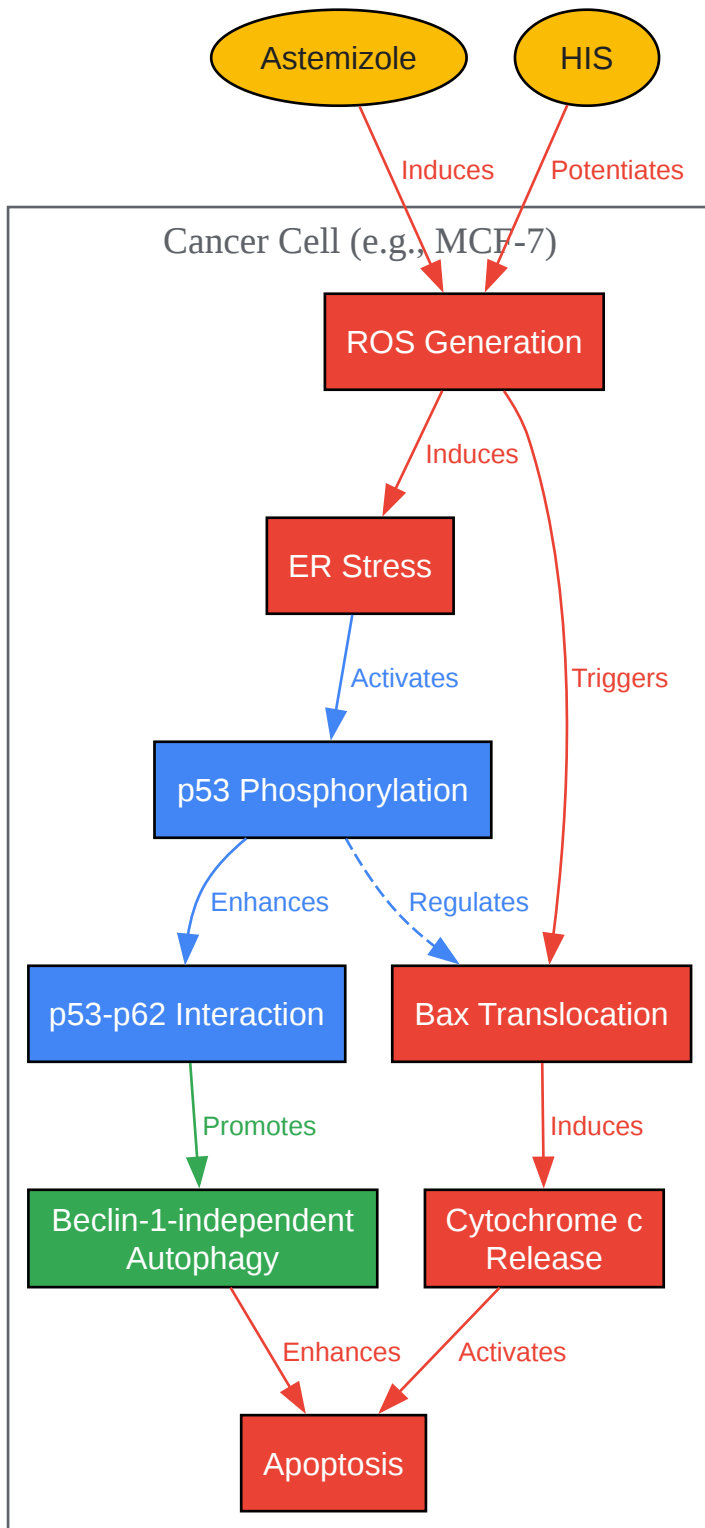 Astemizole
HIS
Induces
Potentiates
Cancer Cell (e.g., MCF-7)
ROS Generation
Induces
ER Stress
Activates
Triggers
p53 Phosphorylation
Enhances
Regulates
p53-p62 Interaction
Bax Translocation
Promotes
Induces
Beclin-1-independent
Autophagy
Cytochrome c
Release
Enhances
Activates
Apoptosis